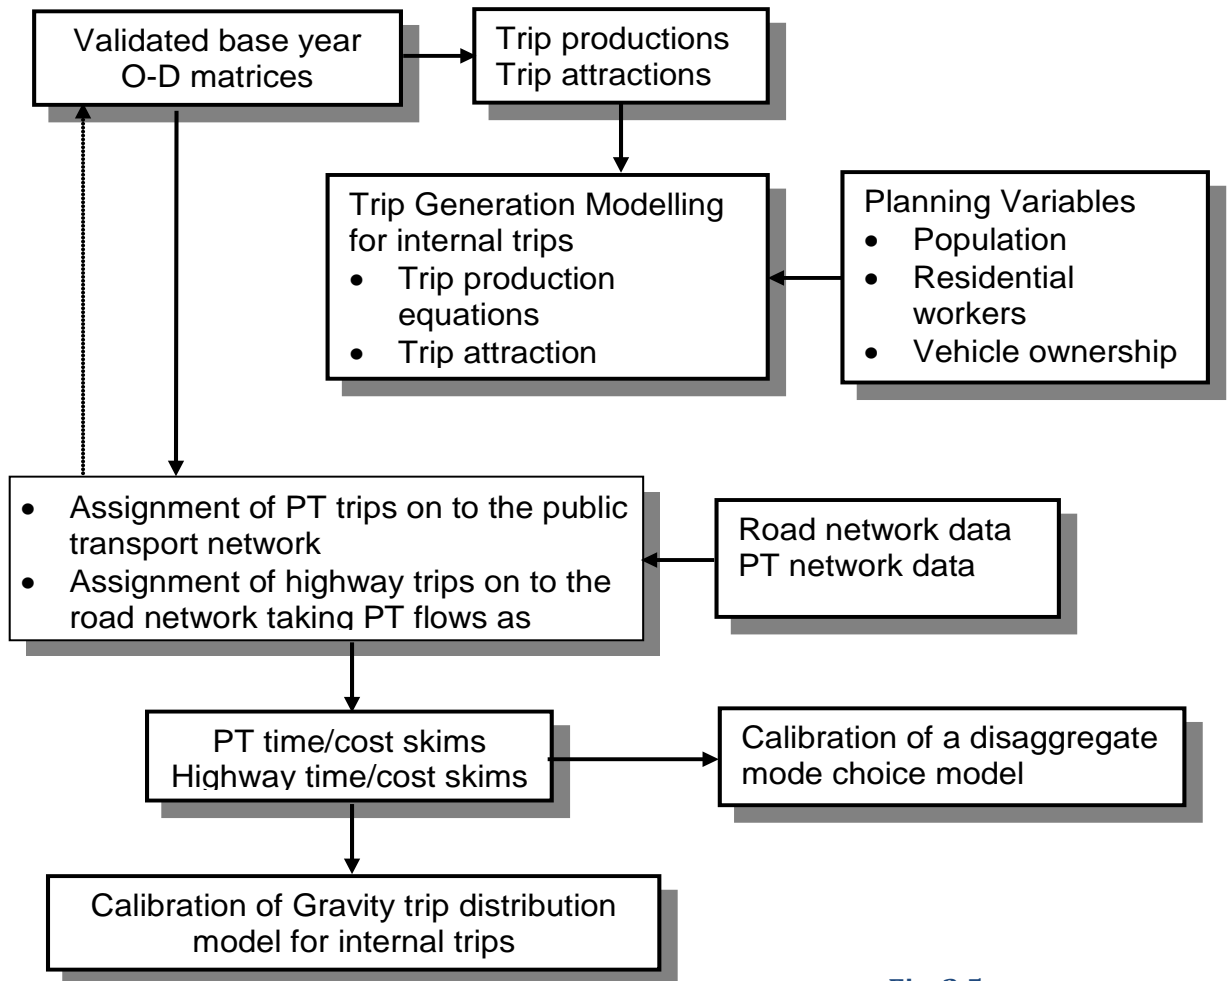 Validated base year
O-D matrices
Trip productions
Trip attractions
Trip Generation Modelling
for internal trips
• Trip production
equations
• Trip attraction
Planning Variables
• Population
• Residential
workers
• Vehicle ownership
• Assignment of PT trips on to the public
transport network
• Assignment of highway trips on to the
road network taking PT flows as
Road network data
PT network data
PT time/cost skims
Highway time/cost skims
Calibration of a disaggregate
mode choice model
Calibration of Gravity trip distribution
model for internal trips